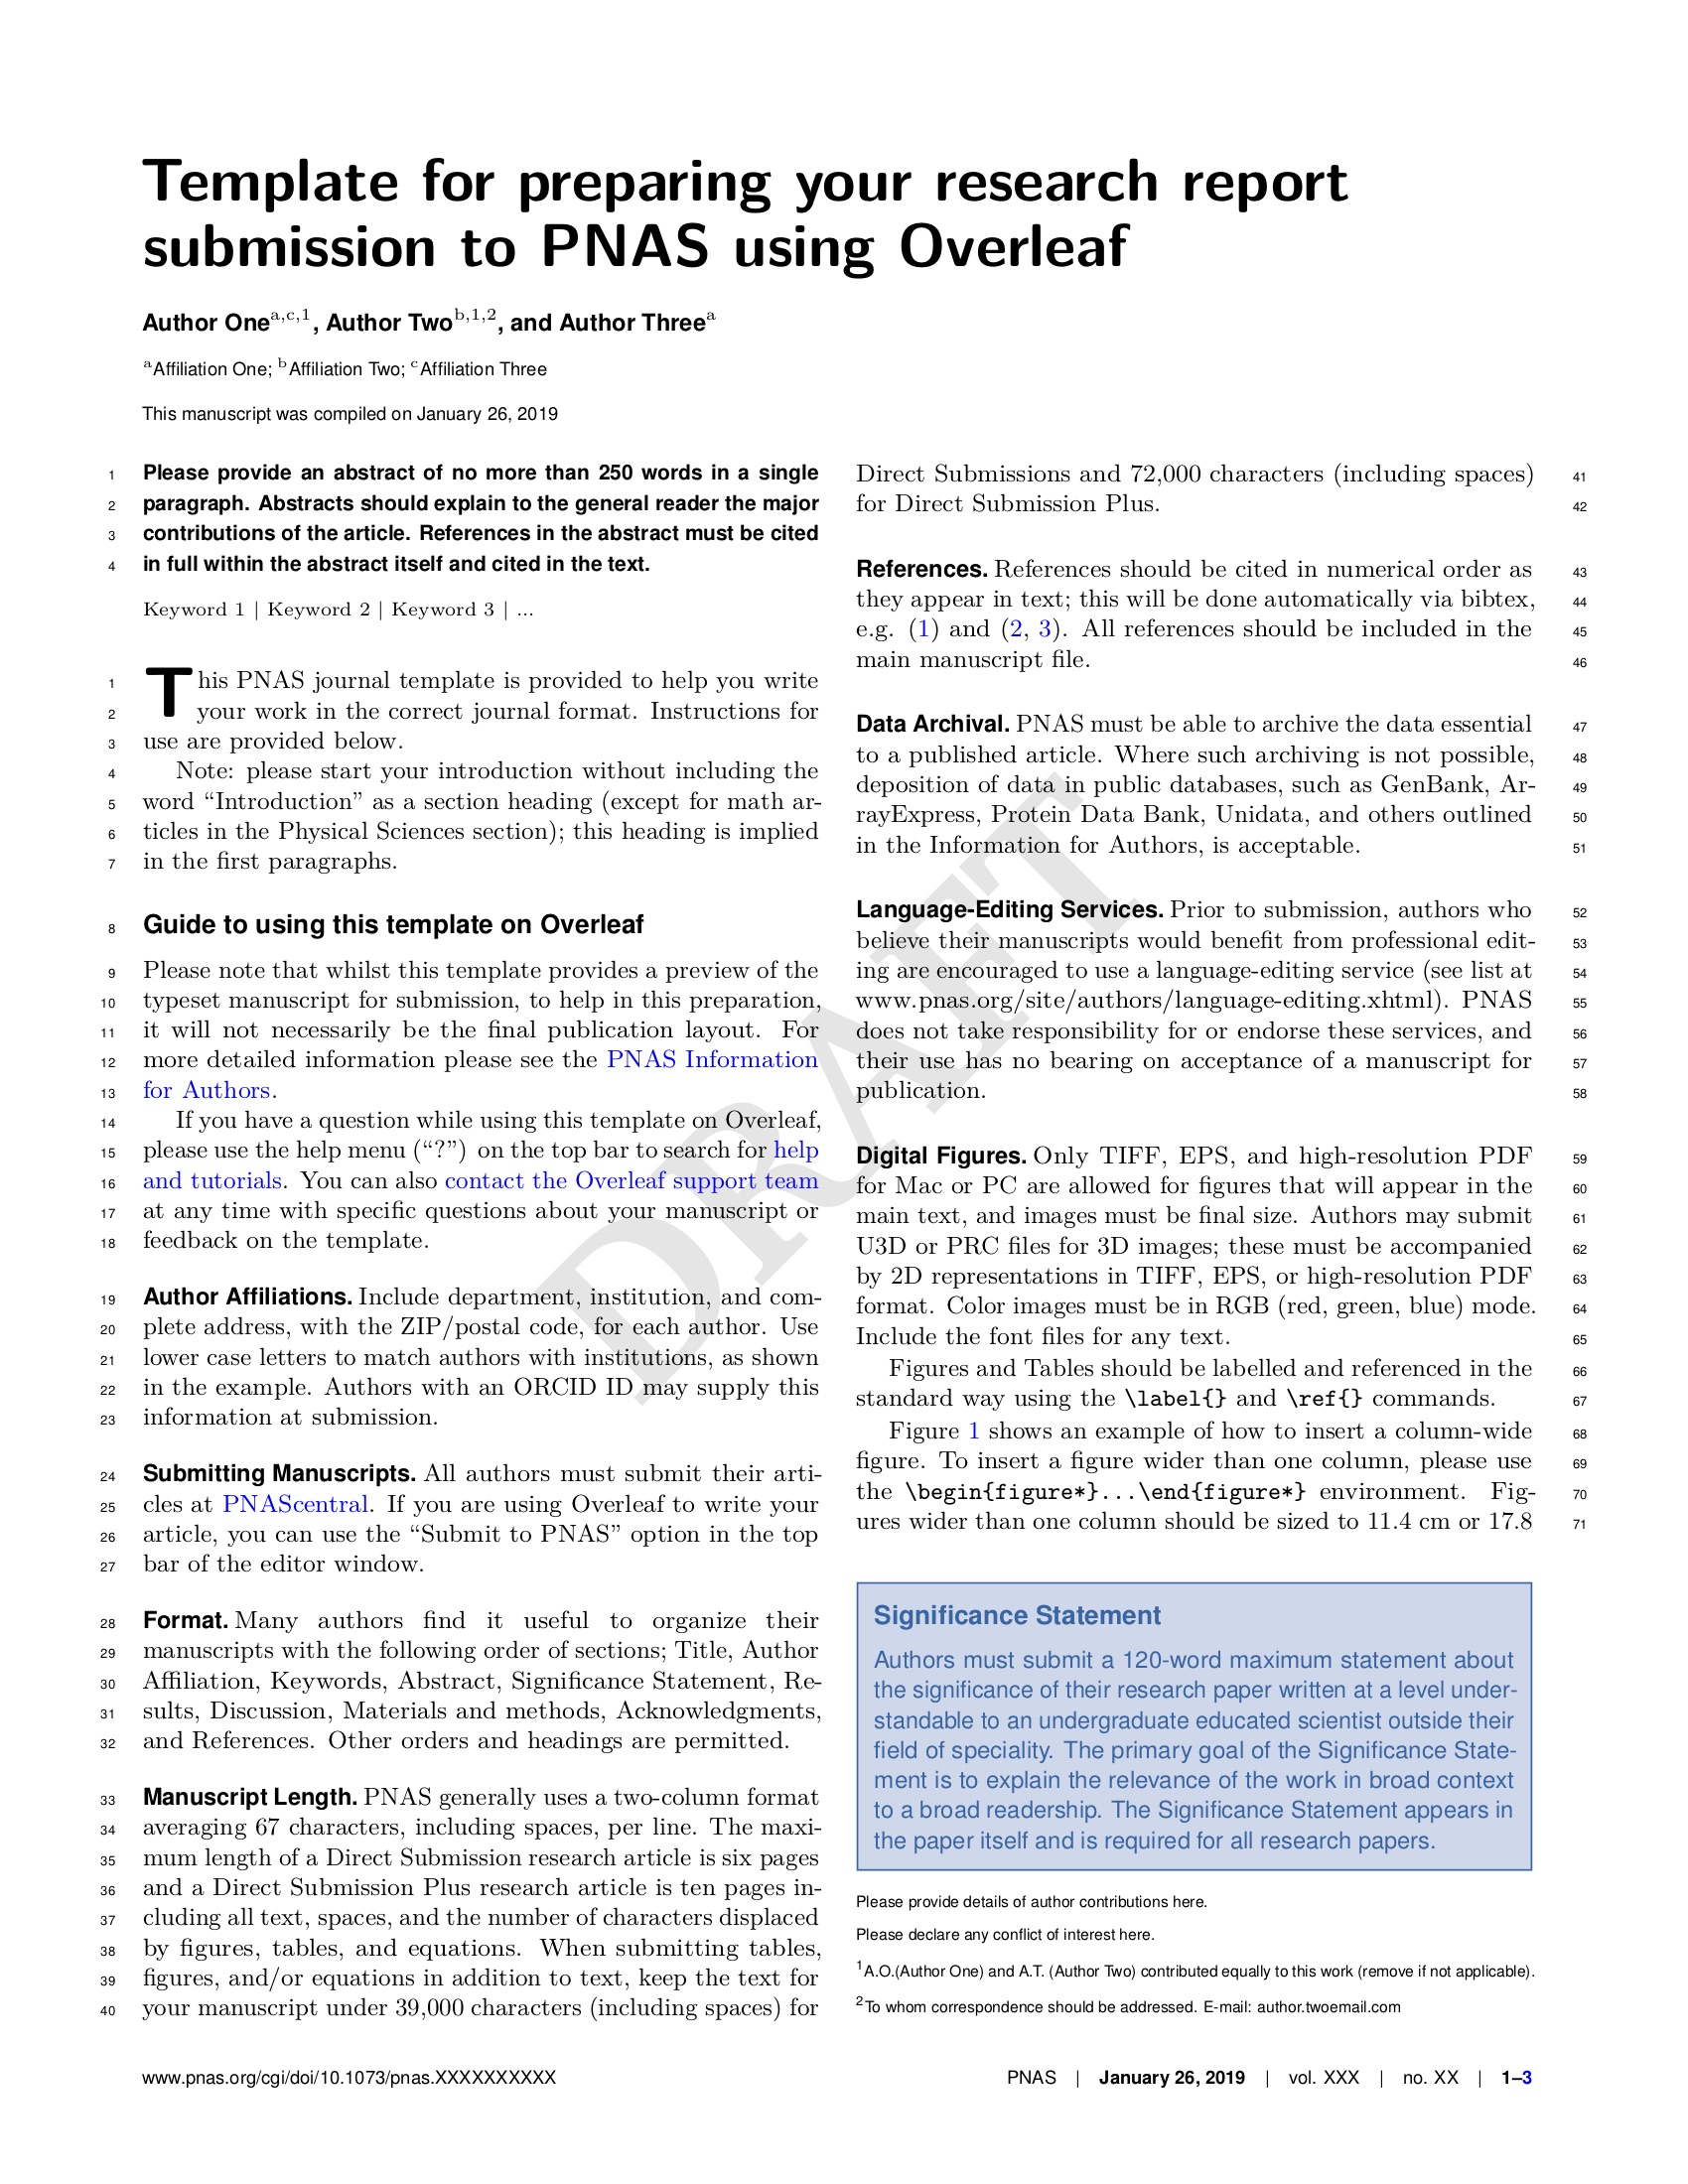 Template for preparing your research report
submission to PNAS using Overleaf
Author Oneᵃ,ᶜ,¹, Author Twoᵇ,¹,², and Author Threeᵃ
ᵃAffiliation One; ᵇAffiliation Two; ᶜAffiliation Three
This manuscript was compiled on January 26, 2019
1 Please provide an abstract of no more than 250 words in a single
2 paragraph. Abstracts should explain to the general reader the major
3 contributions of the article. References in the abstract must be cited
4 in full within the abstract itself and cited in the text.
Keyword 1 | Keyword 2 | Keyword 3 | ...
1 This PNAS journal template is provided to help you write
2 your work in the correct journal format. Instructions for
3 use are provided below.
4 Note: please start your introduction without including the
5 word “Introduction” as a section heading (except for math ar-
6 ticles in the Physical Sciences section); this heading is implied
7 in the first paragraphs.
8 Guide to using this template on Overleaf
9 Please note that whilst this template provides a preview of the
10 typeset manuscript for submission, to help in this preparation,
11 it will not necessarily be the final publication layout. For
12 more detailed information please see the PNAS Information
13 for Authors.
14 If you have a question while using this template on Overleaf,
15 please use the help menu (“?”) on the top bar to search for help
16 and tutorials. You can also contact the Overleaf support team
17 at any time with specific questions about your manuscript or
18 feedback on the template.
19 Author Affiliations. Include department, institution, and com-
20 plete address, with the ZIP/postal code, for each author. Use
21 lower case letters to match authors with institutions, as shown
22 in the example. Authors with an ORCID ID may supply this
23 information at submission.
24 Submitting Manuscripts. All authors must submit their arti-
25 cles at PNAScentral. If you are using Overleaf to write your
26 article, you can use the “Submit to PNAS” option in the top
27 bar of the editor window.
28 Format. Many authors find it useful to organize their
29 manuscripts with the following order of sections; Title, Author
30 Affiliation, Keywords, Abstract, Significance Statement, Re-
31 sults, Discussion, Materials and methods, Acknowledgments,
32 and References. Other orders and headings are permitted.
33 Manuscript Length. PNAS generally uses a two-column format
34 averaging 67 characters, including spaces, per line. The maxi-
35 mum length of a Direct Submission research article is six pages
36 and a Direct Submission Plus research article is ten pages in-
37 cluding all text, spaces, and the number of characters displaced
38 by figures, tables, and equations. When submitting tables,
39 figures, and/or equations in addition to text, keep the text for
40 your manuscript under 39,000 characters (including spaces) for
Direct Submissions and 72,000 characters (including spaces) 41
for Direct Submission Plus. 42
References. References should be cited in numerical order as 43
they appear in text; this will be done automatically via bibtex, 44
e.g. (1) and (2, 3). All references should be included in the 45
main manuscript file. 46
Data Archival. PNAS must be able to archive the data essential 47
to a published article. Where such archiving is not possible, 48
deposition of data in public databases, such as GenBank, Ar- 49
rayExpress, Protein Data Bank, Unidata, and others outlined 50
in the Information for Authors, is acceptable. 51
Language-Editing Services. Prior to submission, authors who 52
believe their manuscripts would benefit from professional edit- 53
ing are encouraged to use a language-editing service (see list at 54
www.pnas.org/site/authors/language-editing.xhtml). PNAS 55
does not take responsibility for or endorse these services, and 56
their use has no bearing on acceptance of a manuscript for 57
publication. 58
Digital Figures. Only TIFF, EPS, and high-resolution PDF 59
for Mac or PC are allowed for figures that will appear in the 60
main text, and images must be final size. Authors may submit 61
U3D or PRC files for 3D images; these must be accompanied 62
by 2D representations in TIFF, EPS, or high-resolution PDF 63
format. Color images must be in RGB (red, green, blue) mode. 64
Include the font files for any text. 65
Figures and Tables should be labelled and referenced in the 66
standard way using the \label{} and \ref{} commands. 67
Figure 1 shows an example of how to insert a column-wide 68
figure. To insert a figure wider than one column, please use 69
the \begin{figure*}...\end{figure*} environment. Fig- 70
ures wider than one column should be sized to 11.4 cm or 17.8 71
Significance Statement
Authors must submit a 120-word maximum statement about
the significance of their research paper written at a level under-
standable to an undergraduate educated scientist outside their
field of speciality. The primary goal of the Significance State-
ment is to explain the relevance of the work in broad context
to a broad readership. The Significance Statement appears in
the paper itself and is required for all research papers.
Please provide details of author contributions here.
Please declare any conflict of interest here.
¹A.O.(Author One) and A.T. (Author Two) contributed equally to this work (remove if not applicable).
²To whom correspondence should be addressed. E-mail: author.twoemail.com
DRAFT
www.pnas.org/cgi/doi/10.1073/pnas.XXXXXXXXXX
PNAS | January 26, 2019 | vol. XXX | no. XX | 1–3